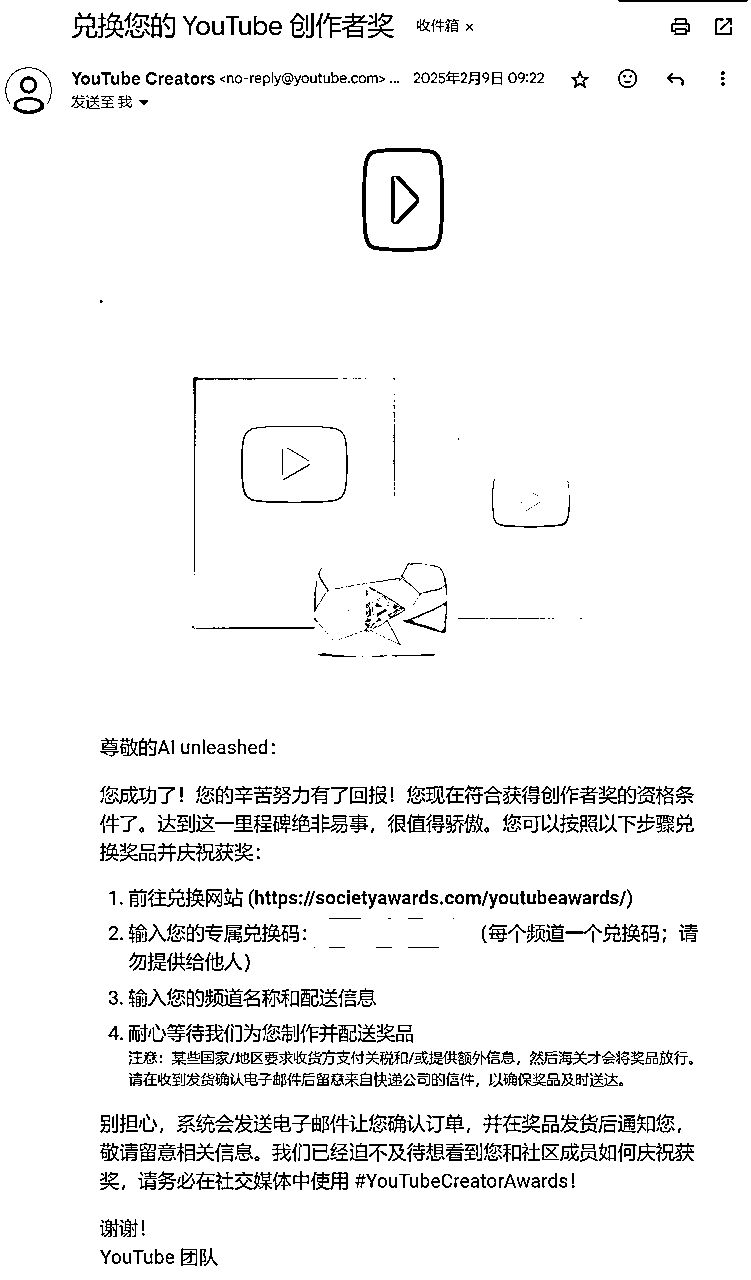 兑换您的 YouTube 创作者奖 收件箱 ×
YouTube Creators <no-reply@youtube.com> ... 2025年2月9日 09:22
发送至 我
尊敬的AI unleashed：
您成功了！您的辛苦努力有了回报！您现在符合获得创作者奖的资格条
件了。达到这一里程碑绝非易事，很值得骄傲。您可以按照以下步骤兑
换奖品并庆祝获奖：
1. 前往兑换网站 (https://societyawards.com/youtubeawards/)
2. 输入您的专属兑换码： （每个频道一个兑换码；请
勿提供给他人）
3. 输入您的频道名称和配送信息
4. 耐心等待我们为您制作并配送奖品
注意：某些国家/地区要求收货方支付关税和/或提供额外信息，然后海关才会将奖品放行。
请在收到发货确认电子邮件后留意来自快递公司的信件，以确保奖品及时送达。
别担心，系统会发送电子邮件让您确认订单，并在奖品发货后通知您，
敬请留意相关信息。我们已经迫不及待想看到您和社区成员如何庆祝获
奖，请务必在社交媒体中使用 #YouTubeCreatorAwards！
谢谢！
YouTube 团队